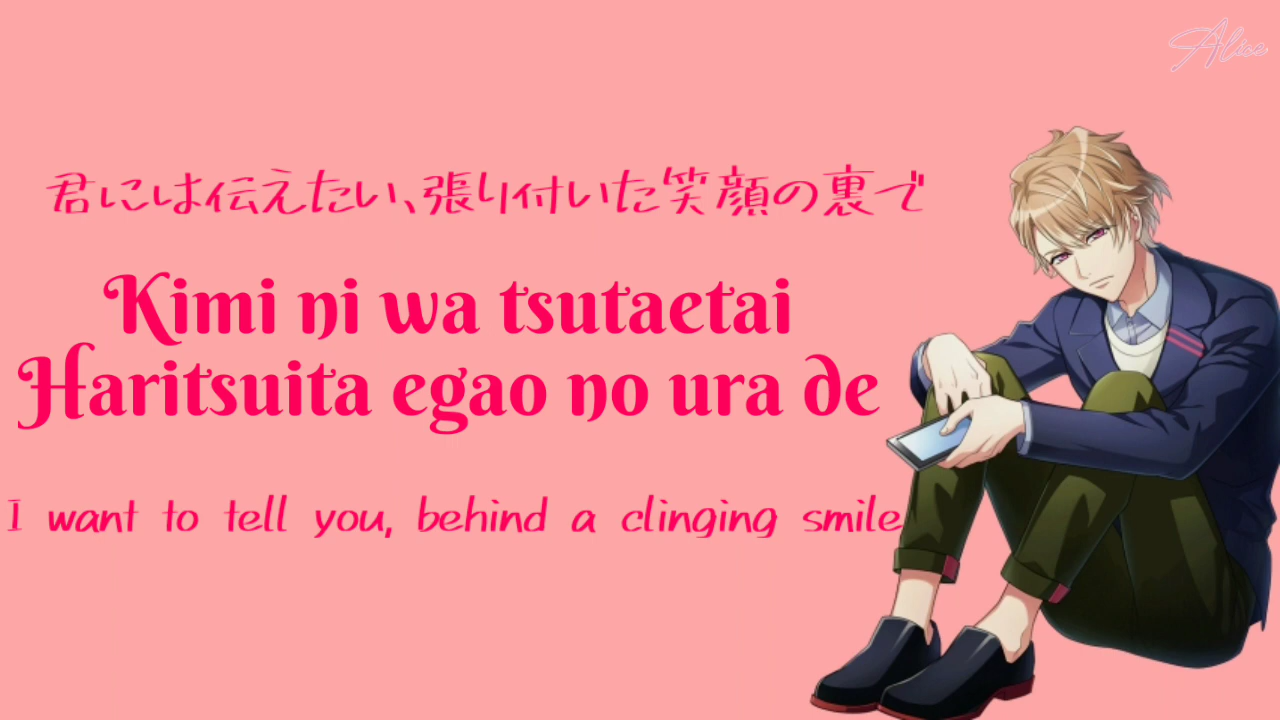 Alise
君には伝えたい、張り付いた笑顔の裏で
Kimi ni wa tsutaetai
Haritsuita egao no ura de
I want to tell you, behind a clinging smile